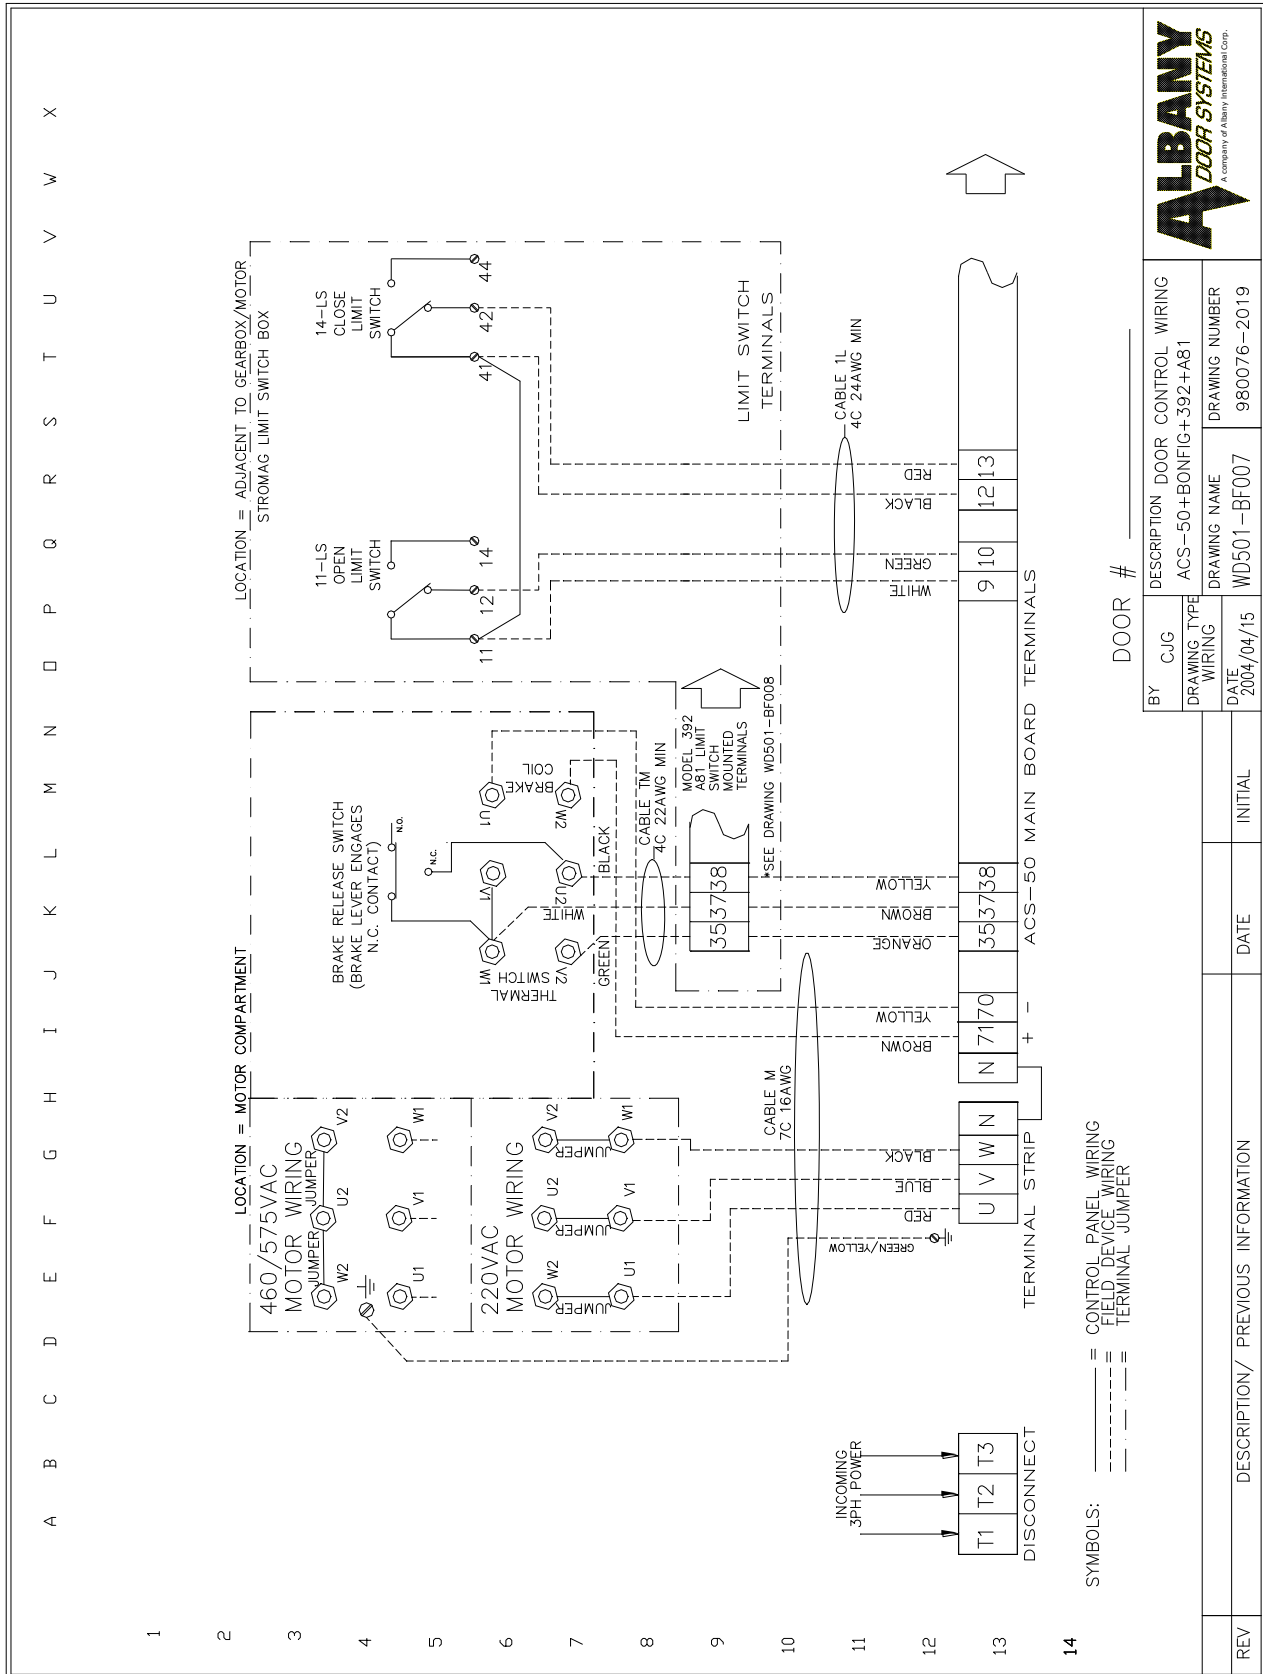 A B C D E F G H I J K L M N O P Q R S T U V W X
1
2
3
4
5
6
7
8
9
10
11
12
13
14
LOCATION = MOTOR COMPARTMENT
460/575VAC
MOTOR WIRING
JUMPER JUMPER
W2 U2 V2
U1 V1 W1
220VAC
MOTOR WIRING
W2 U2 V2
JUMPER JUMPER JUMPER
U1 V1 W1
BRAKE RELEASE SWITCH
(BRAKE LEVER ENGAGES
N.C. CONTACT)
N.O.
N.C.
W1 V1 U1
THERMAL
SWITCH
BRAKE
COIL
V2 U2 W2
GREEN
WHITE
BLACK
CABLE TM
4C 22AWG MIN
LOCATION = ADJACENT TO GEARBOX/MOTOR
STROMAG LIMIT SWITCH BOX
11-LS
OPEN
LIMIT
SWITCH
11 12 14
14-LS
CLOSE
LIMIT
SWITCH
41 42 44
LIMIT SWITCH
TERMINALS
35 37 38
MODEL 392
A81 LIMIT
SWITCH
MOUNTED
TERMINALS
*SEE DRAWING WD501-BF008
CABLE M
7C 16AWG
CABLE 1L
4C 24AWG MIN
GREEN/YELLOW
RED
BLUE
BLACK
BROWN
YELLOW
ORANGE
BROWN
YELLOW
WHITE
GREEN
BLACK
RED
INCOMING
3PH POWER
T1 T2 T3
DISCONNECT
U V W N
TERMINAL STRIP
N 71 70
+ -
35 37 38
9 10
12 13
ACS-50 MAIN BOARD TERMINALS
SYMBOLS:
= CONTROL PANEL WIRING
= FIELD DEVICE WIRING
= TERMINAL JUMPER
DOOR #
REV
DESCRIPTION/ PREVIOUS INFORMATION
DATE
INITIAL
BY
CJG
DRAWING TYPE
WIRING
DATE
2004/04/15
DESCRIPTION DOOR CONTROL WIRING
ACS-50+BONFIG+392+A81
DRAWING NAME
WD501-BF007
DRAWING NUMBER
980076-2019
ALBANY
DOOR SYSTEMS
A company of Albany International Corp.